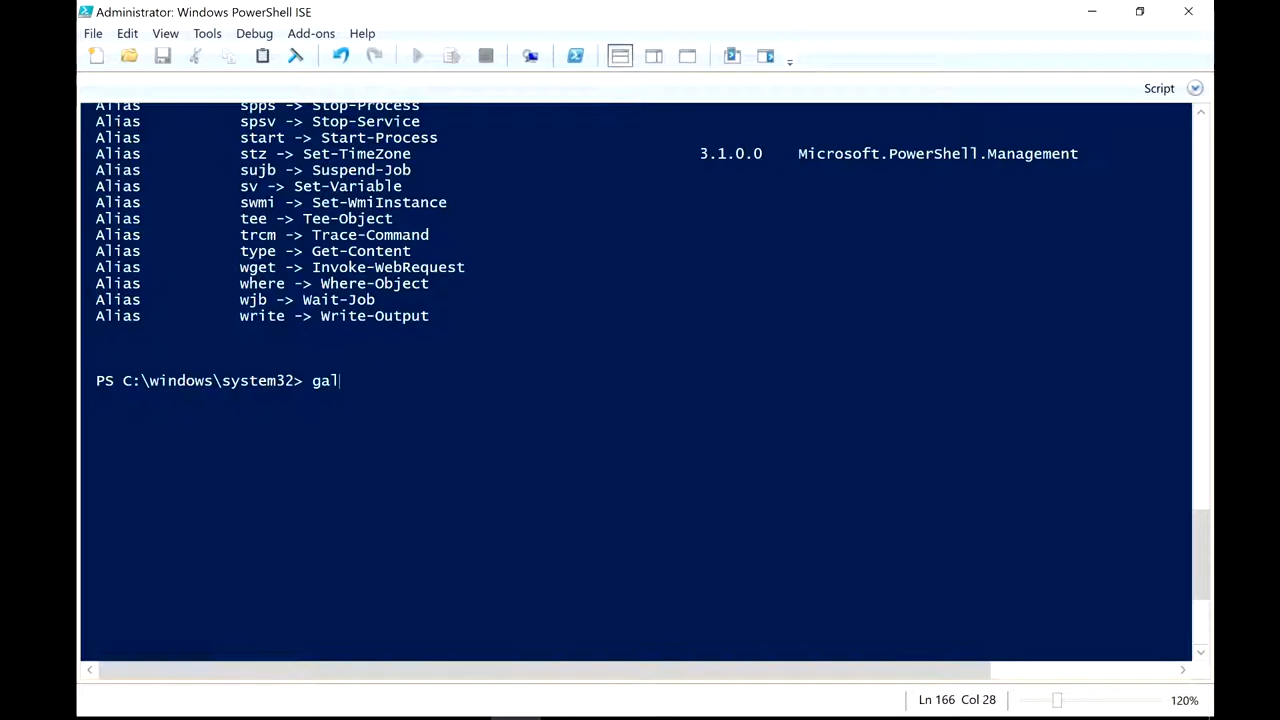 Administrator: Windows PowerShell ISE
File Edit View Tools Debug Add-ons Help
Script
Alias spps -> Stop-Process
Alias spsv -> Stop-Service
Alias start -> Start-Process
Alias stz -> Set-TimeZone 3.1.0.0 Microsoft.PowerShell.Management
Alias sujb -> Suspend-Job
Alias sv -> Set-Variable
Alias swmi -> Set-WmiInstance
Alias tee -> Tee-Object
Alias trcm -> Trace-Command
Alias type -> Get-Content
Alias wget -> Invoke-WebRequest
Alias where -> Where-Object
Alias wjb -> Wait-Job
Alias write -> Write-Output
PS C:\windows\system32> gal
Ln 166 Col 28 120%